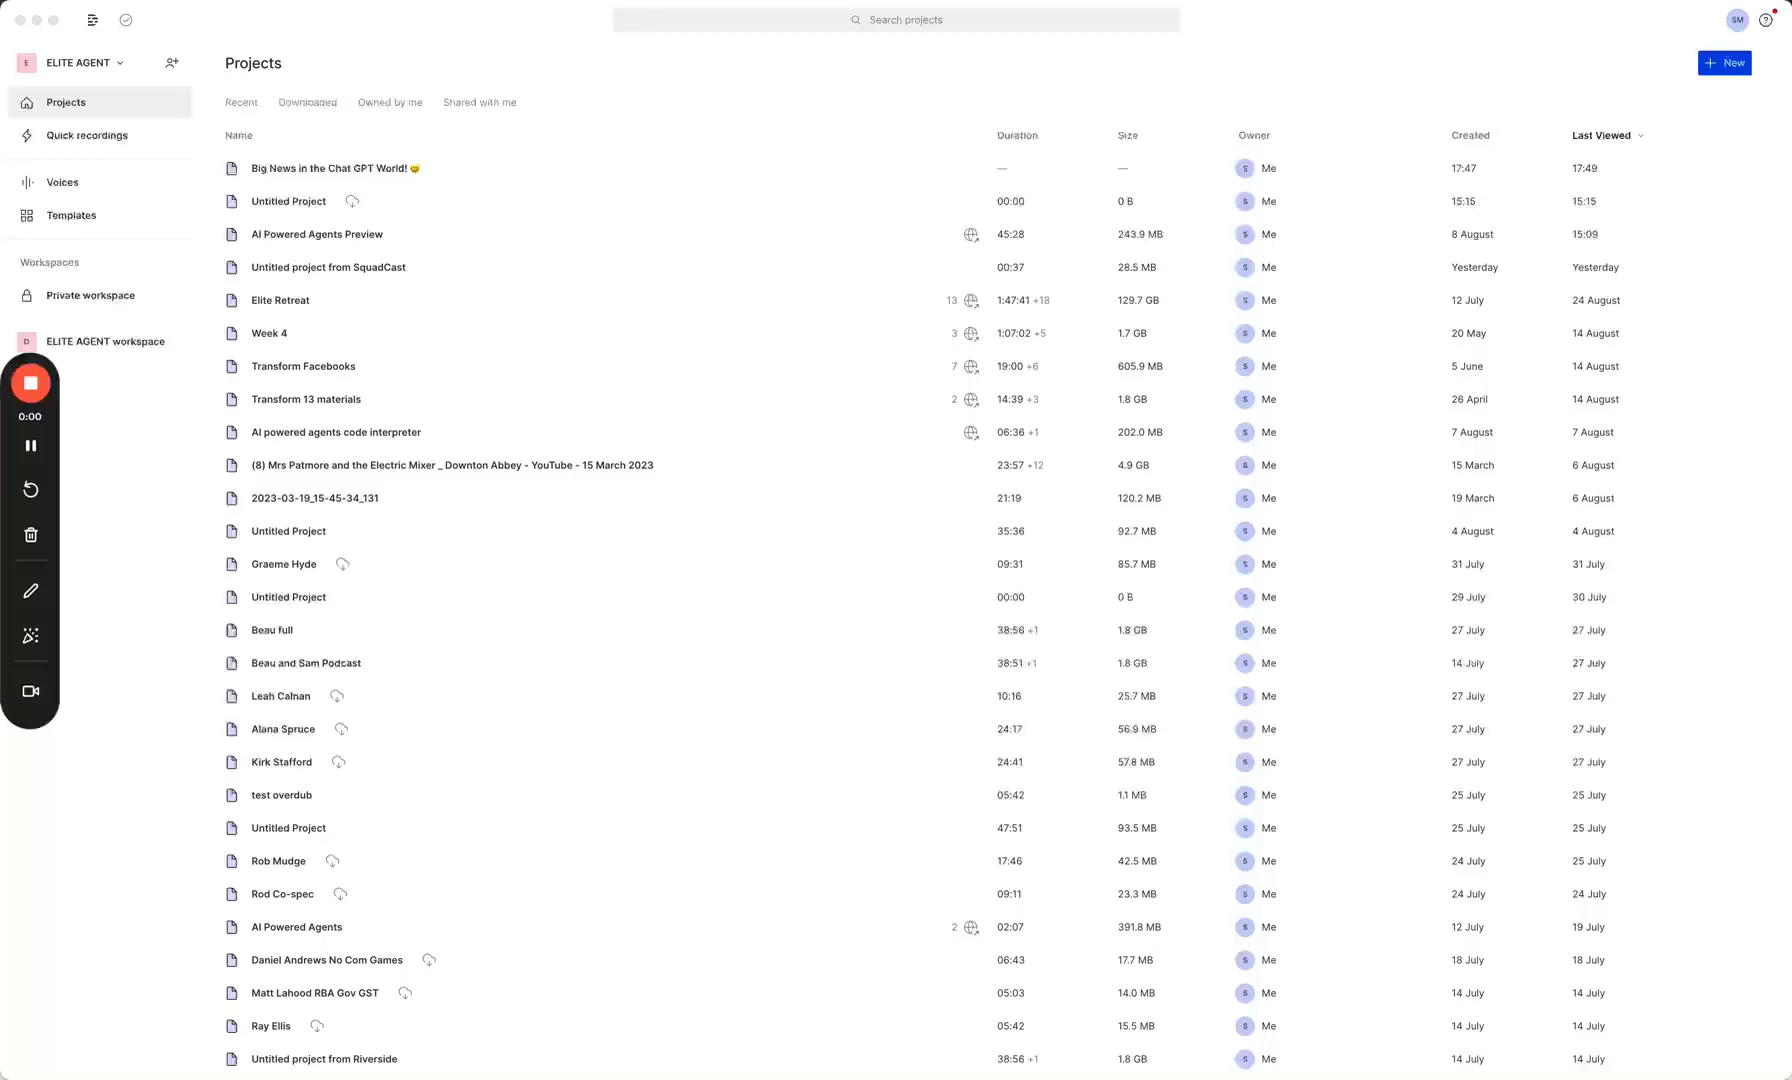 Search projects
SM
E ELITE AGENT
Projects
Quick recordings
Voices
Templates
Workspaces
Private workspace
D ELITE AGENT workspace
0:00
Projects
New
Recent Downloaded Owned by me Shared with me
Name Duration Size Owner Created Last Viewed
Big News in the Chat GPT World! 😄 — — S Me 17:47 17:49
Untitled Project 00:00 0 B S Me 15:15 15:15
AI Powered Agents Preview 45:28 243.9 MB S Me 8 August 15:09
Untitled project from SquadCast 00:37 28.5 MB S Me Yesterday Yesterday
Elite Retreat 13 1:47:41 +18 129.7 GB S Me 12 July 24 August
Week 4 3 1:07:02 +5 1.7 GB S Me 20 May 14 August
Transform Facebooks 7 19:00 +6 605.9 MB S Me 5 June 14 August
Transform 13 materials 2 14:39 +3 1.8 GB S Me 26 April 14 August
AI powered agents code interpreter 06:36 +1 202.0 MB S Me 7 August 7 August
(8) Mrs Patmore and the Electric Mixer _ Downton Abbey - YouTube - 15 March 2023 23:57 +12 4.9 GB S Me 15 March 6 August
2023-03-19_15-45-34_131 21:19 120.2 MB S Me 19 March 6 August
Untitled Project 35:36 92.7 MB S Me 4 August 4 August
Graeme Hyde 09:31 85.7 MB S Me 31 July 31 July
Untitled Project 00:00 0 B S Me 29 July 30 July
Beau full 38:56 +1 1.8 GB S Me 27 July 27 July
Beau and Sam Podcast 38:51 +1 1.8 GB S Me 14 July 27 July
Leah Calnan 10:16 25.7 MB S Me 27 July 27 July
Alana Spruce 24:17 56.9 MB S Me 27 July 27 July
Kirk Stafford 24:41 57.8 MB S Me 27 July 27 July
test overdub 05:42 1.1 MB S Me 25 July 25 July
Untitled Project 47:51 93.5 MB S Me 25 July 25 July
Rob Mudge 17:46 42.5 MB S Me 24 July 25 July
Rod Co-spec 09:11 23.3 MB S Me 24 July 24 July
AI Powered Agents 2 02:07 391.8 MB S Me 12 July 19 July
Daniel Andrews No Com Games 06:43 17.7 MB S Me 18 July 18 July
Matt Lahood RBA Gov GST 05:03 14.0 MB S Me 14 July 14 July
Ray Ellis 05:42 15.5 MB S Me 14 July 14 July
Untitled project from Riverside 38:56 +1 1.8 GB S Me 14 July 14 July